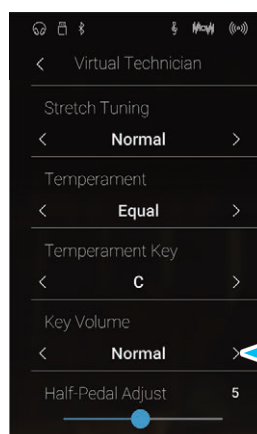 Virtual Technician
Stretch Tuning
Normal
Temperament
Equal
Temperament Key
C
Key Volume
Normal
Half-Pedal Adjust 5